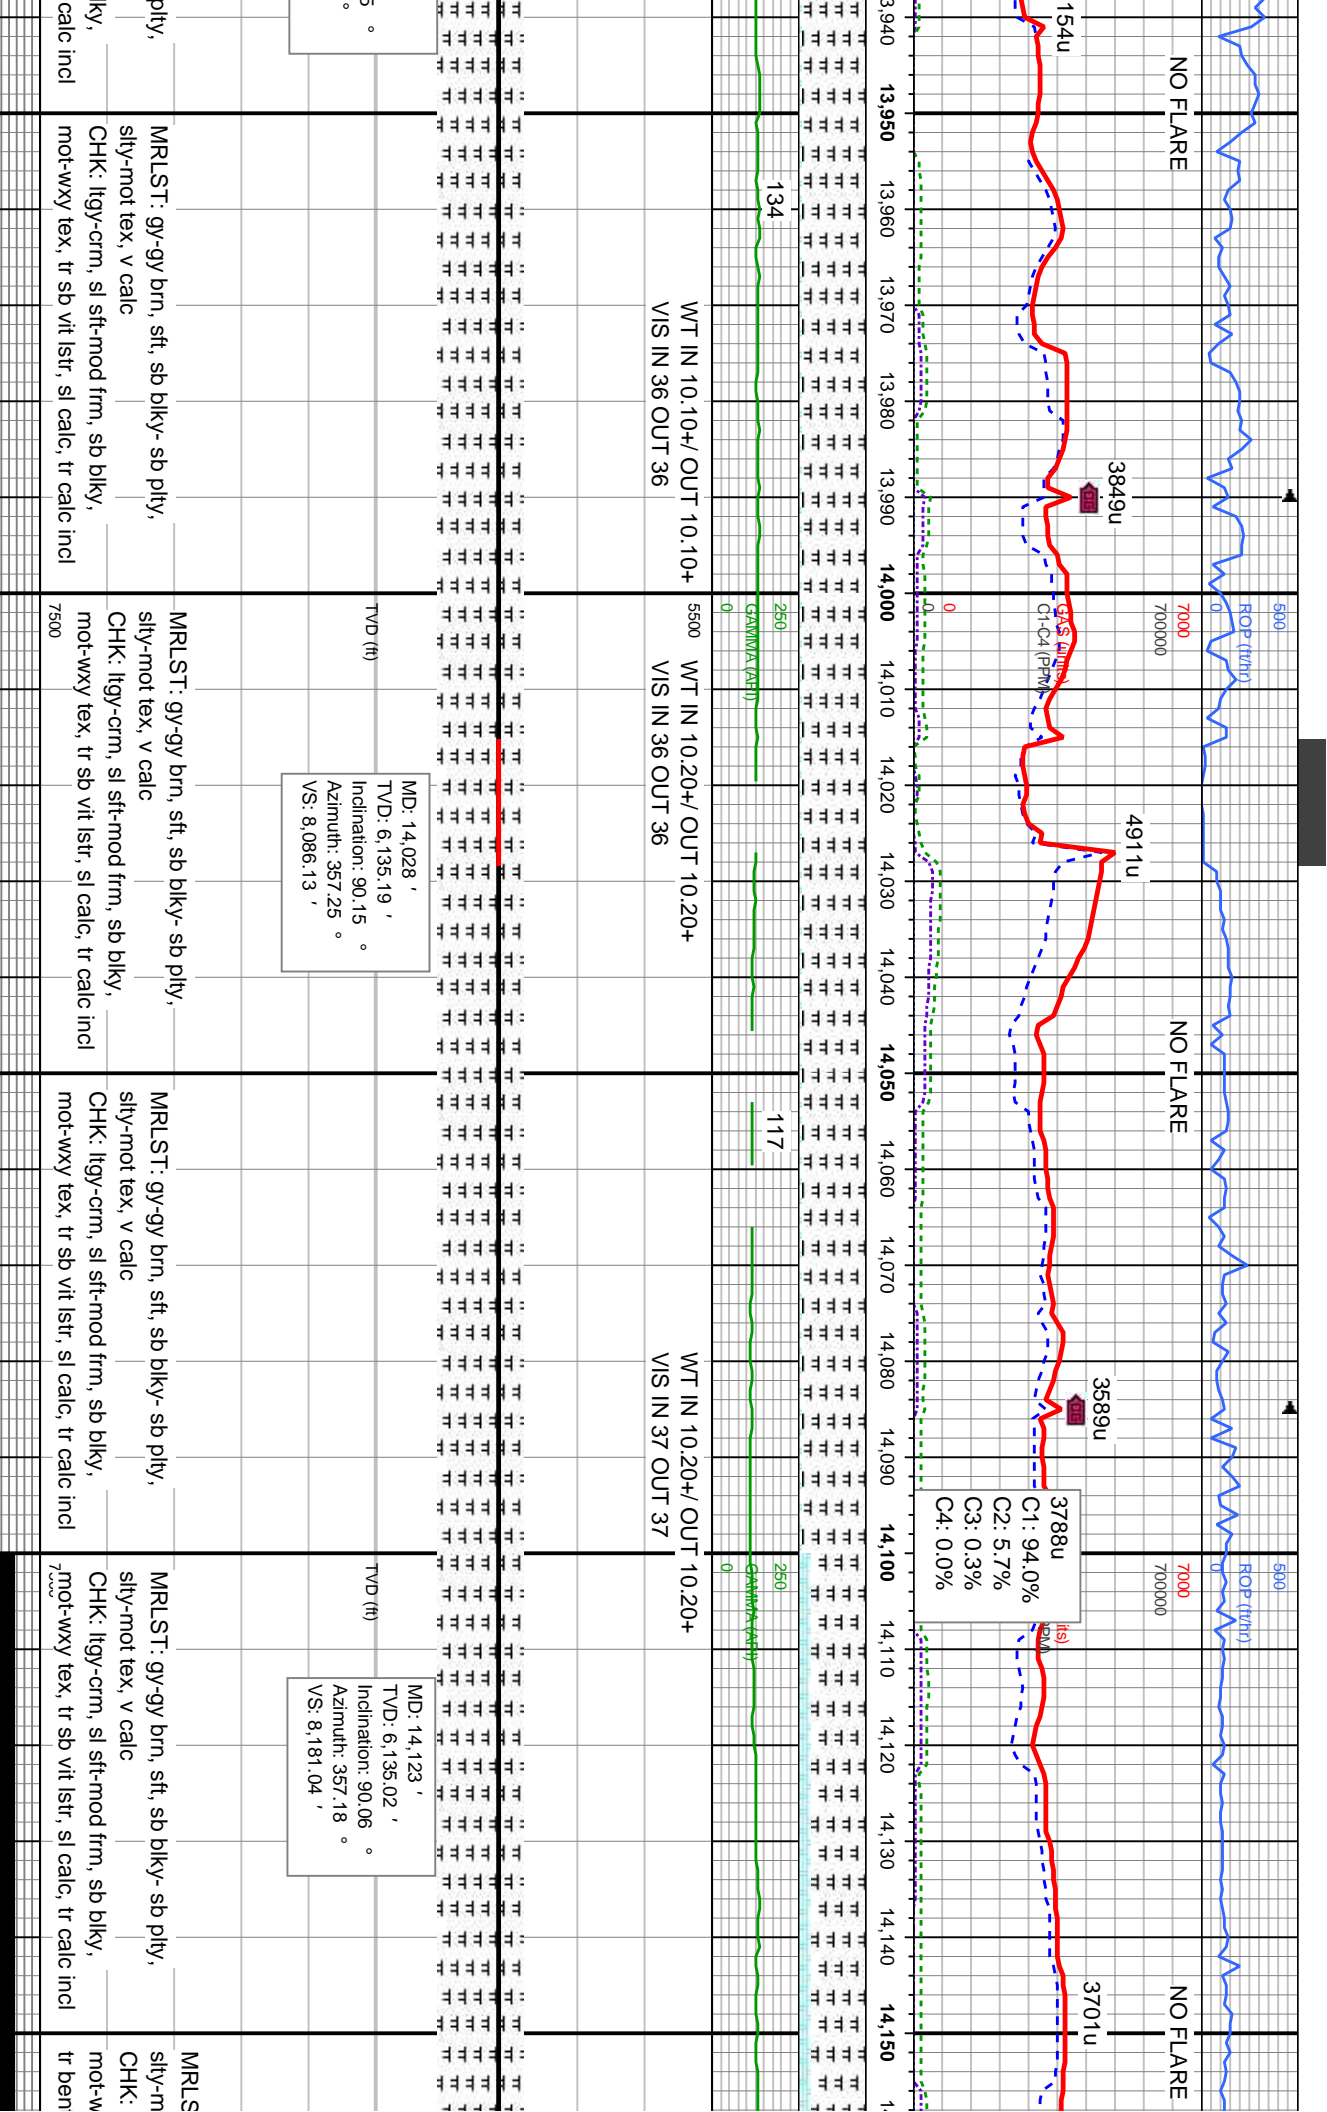 500
ROP (ft/hr)
0
500
ROP (ft/hr)
0
NO FLARE
7000
700000
NO FLARE
7000
700000
NO FLARE
154u
3849u
GAS (units)
C1-C4 (PPM)
0
0
4911u
3589u
3788u
C1: 94.0%
C2: 5.7%
C3: 0.3%
C4: 0.0%
3701u
13,950
13,960
13,970
13,980
13,990
14,000
14,010
14,020
14,030
14,040
14,050
14,060
14,070
14,080
14,090
14,100
14,110
14,120
14,130
14,140
14,150
134
250
GAMMA (API)
0
117
250
GAMMA (API)
0
WT IN 10.10+/ OUT 10.10+
VIS IN 36 OUT 36
5500
WT IN 10.20+/ OUT 10.20+
VIS IN 36 OUT 36
WT IN 10.20+/ OUT 10.20+
VIS IN 37 OUT 37
TVD (ft)
7500
MD: 14,028 '
TVD: 6,135.19 '
Inclination: 90.15 °
Azimuth: 357.25 °
VS: 8,086.13 '
TVD (ft)
MD: 14,123 '
TVD: 6,135.02 '
Inclination: 90.06 °
Azimuth: 357.18 °
VS: 8,181.04 '
plty,
lky,
calc incl
MRLST: gy-gy brn, sft, sb blky- sb plty,
slty-mot tex, v calc
CHK: ltgy-crm, sl sft-mod frm, sb blky,
mot-wxy tex, tr sb vit lstr, sl calc, tr calc incl
MRLST: gy-gy brn, sft, sb blky- sb plty,
slty-mot tex, v calc
CHK: ltgy-crm, sl sft-mod frm, sb blky,
mot-wxy tex, tr sb vit lstr, sl calc, tr calc incl
MRLST: gy-gy brn, sft, sb blky- sb plty,
slty-mot tex, v calc
CHK: ltgy-crm, sl sft-mod frm, sb blky,
mot-wxy tex, tr sb vit lstr, sl calc, tr calc incl
MRLST: gy-gy brn, sft, sb blky- sb plty,
slty-mot tex, v calc
CHK: ltgy-crm, sl sft-mod frm, sb blky,
mot-wxy tex, tr sb vit lstr, sl calc, tr calc incl
MRLS
slty-m
CHK:
mot-w
tr bent